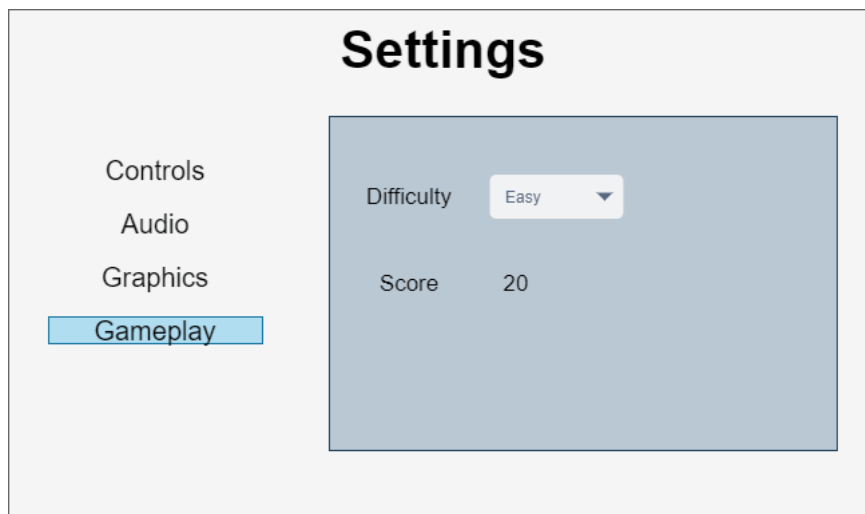 Settings
Controls
Audio
Graphics
Gameplay
Difficulty Easy
Score 20